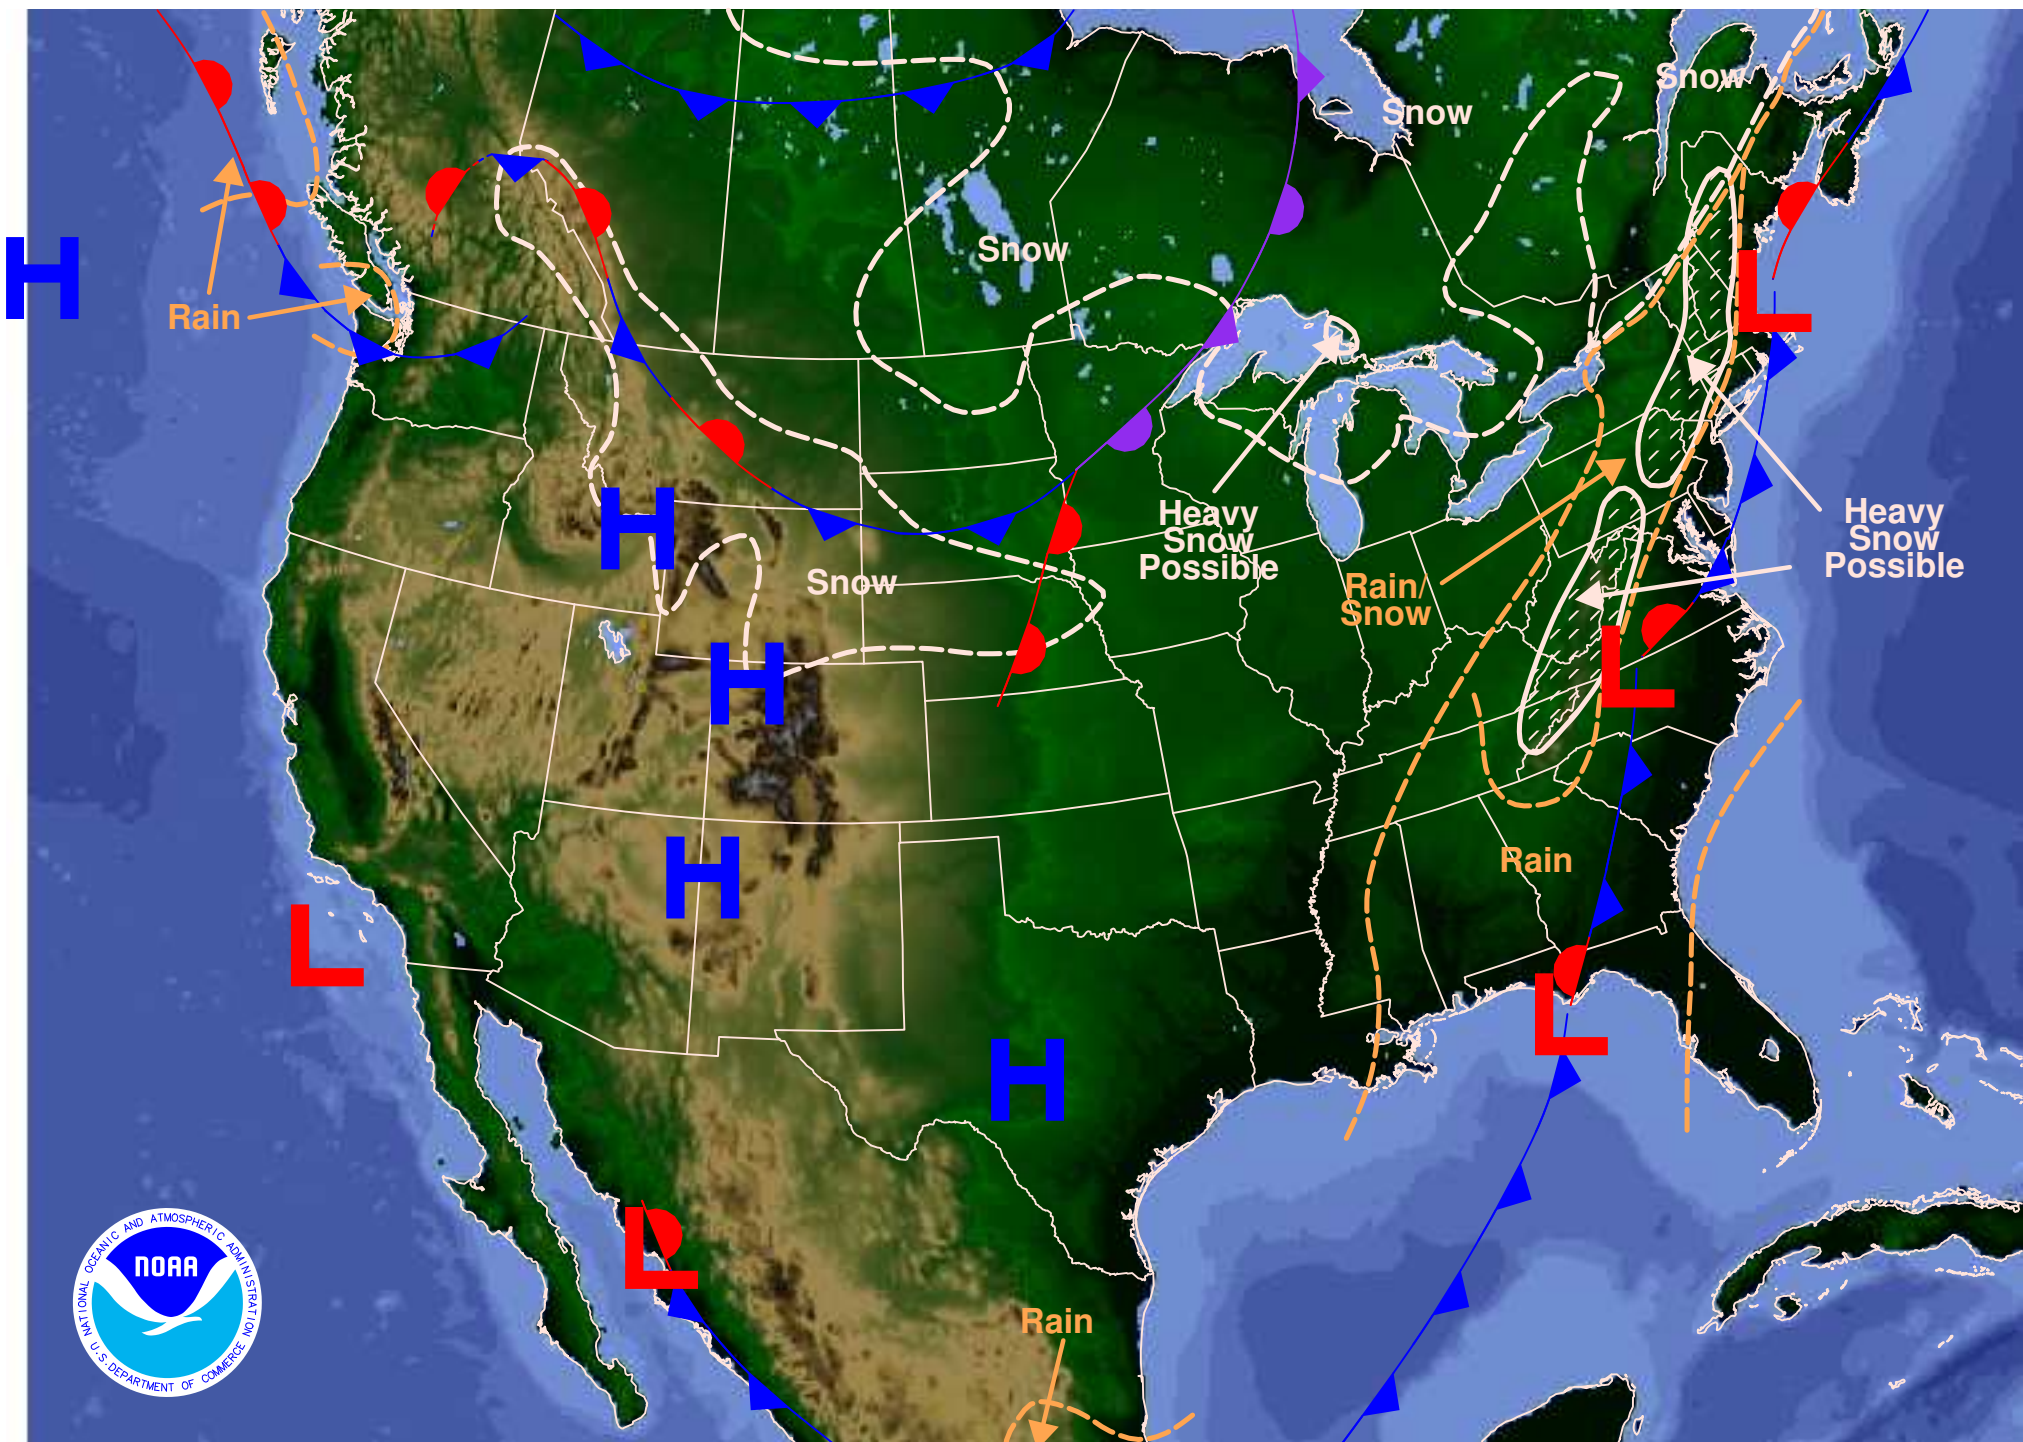 Snow
Snow
Snow
H
Rain
L
Heavy
Snow
Possible
Heavy
Snow
Possible
H
Snow
Rain/
Snow
L
H
H
Rain
L
L
H
L
Rain
NATIONAL OCEANIC AND ATMOSPHERIC ADMINISTRATION
NOAA
U.S. DEPARTMENT OF COMMERCE